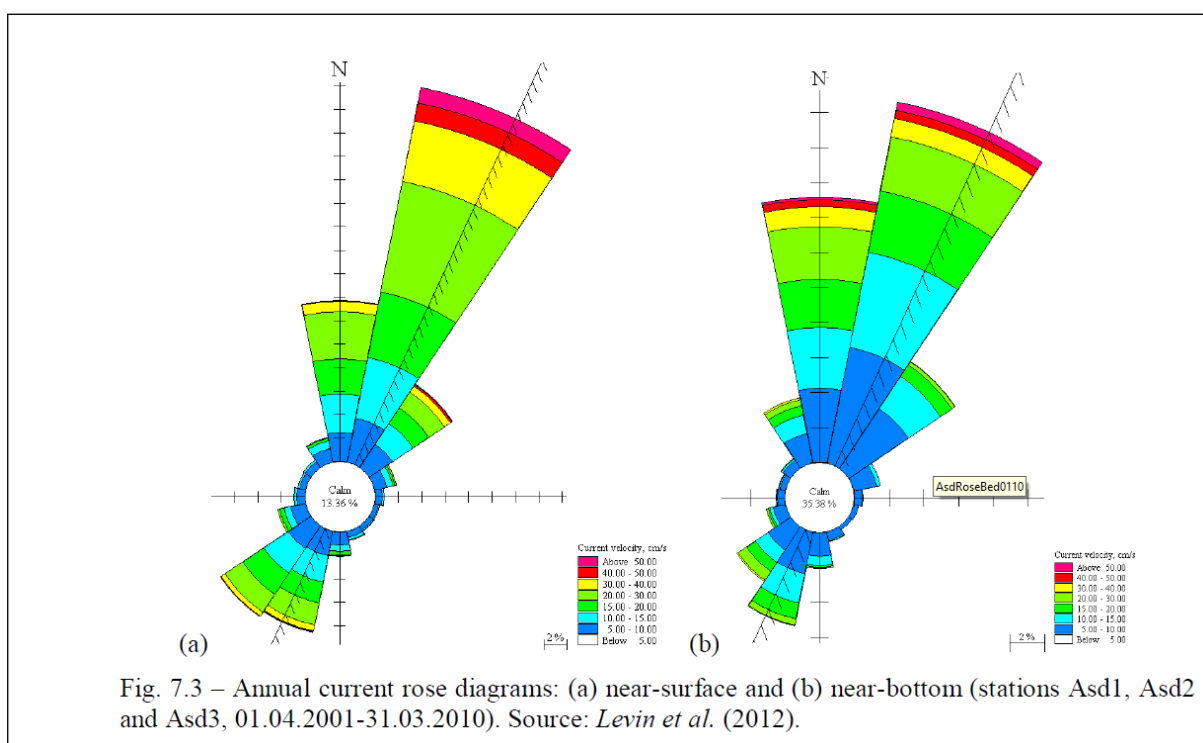 N
Calm
13.36 %
Current velocity, cm/s
Above 50.00
40.00 - 50.00
30.00 - 40.00
20.00 - 30.00
15.00 - 20.00
10.00 - 15.00
5.00 - 10.00
Below 5.00
(a)
2%
N
Calm
35.38 %
AsdRoseBed0110
Current velocity, cm/s
Above 50.00
40.00 - 50.00
30.00 - 40.00
20.00 - 30.00
15.00 - 20.00
10.00 - 15.00
5.00 - 10.00
Below 5.00
(b)
2%
Fig. 7.3 – Annual current rose diagrams: (a) near-surface and (b) near-bottom (stations Asd1, Asd2
and Asd3, 01.04.2001-31.03.2010). Source: Levin et al. (2012).